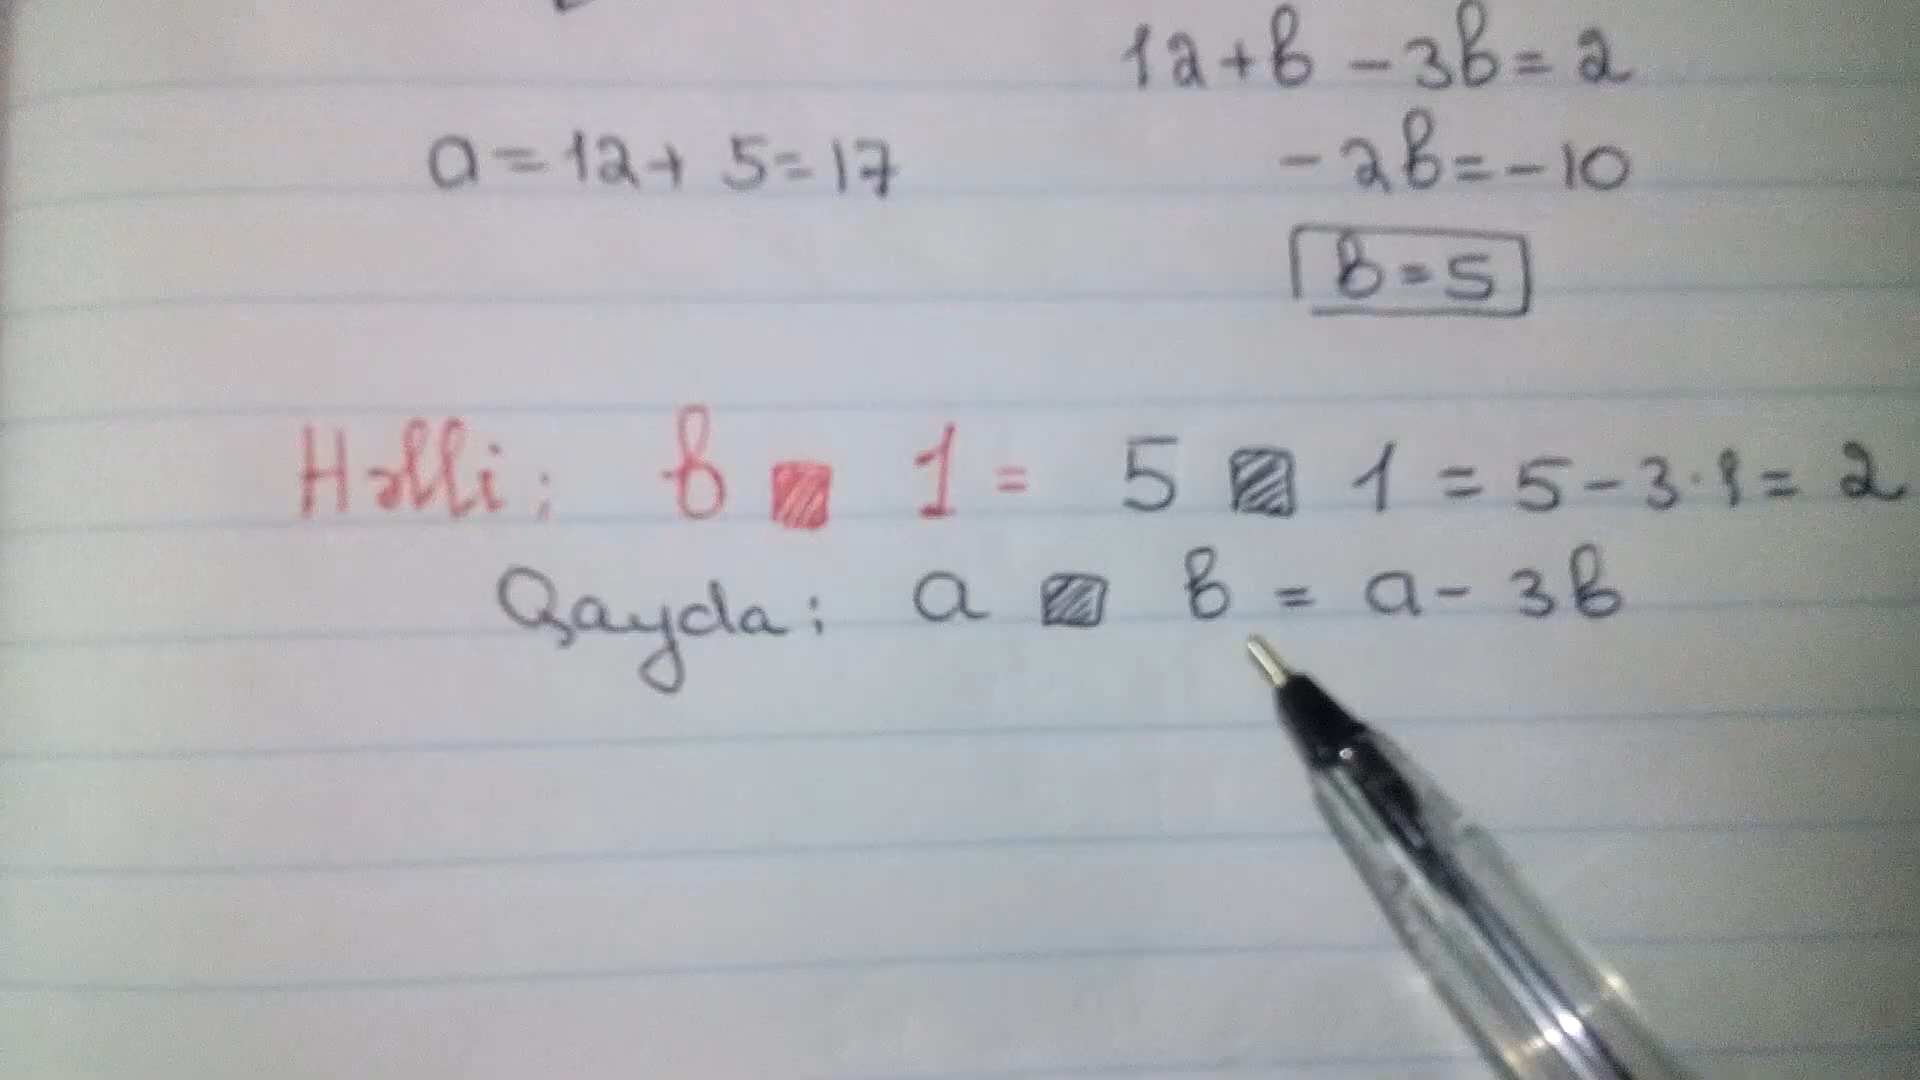 12+b-3b=2
a=12+5=17
-2b=-10
b=5
Həlli: b ▨ 1= 5 ▨ 1 = 5-3·1= 2
Qayda: a ▨ b = a-3b